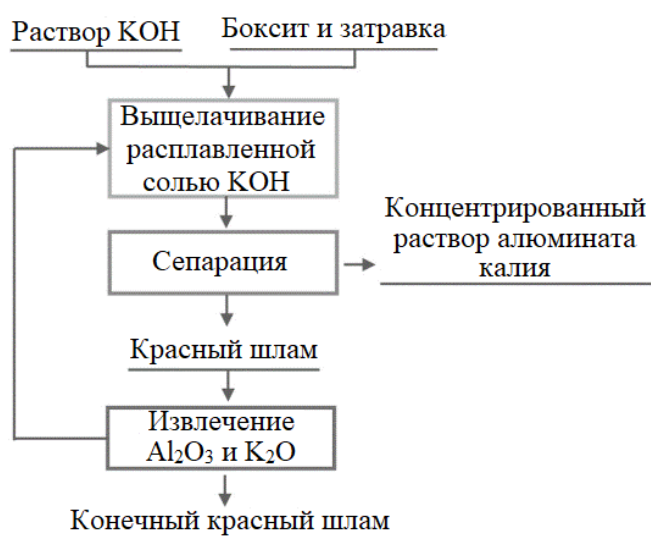 Раствор KOH
Боксит и затравка
Выщелачивание
расплавленной
солью KOH
Концентрированный
раствор алюмината
калия
Сепарация
Красный шлам
Извлечение
Al₂O₃ и K₂O
Конечный красный шлам